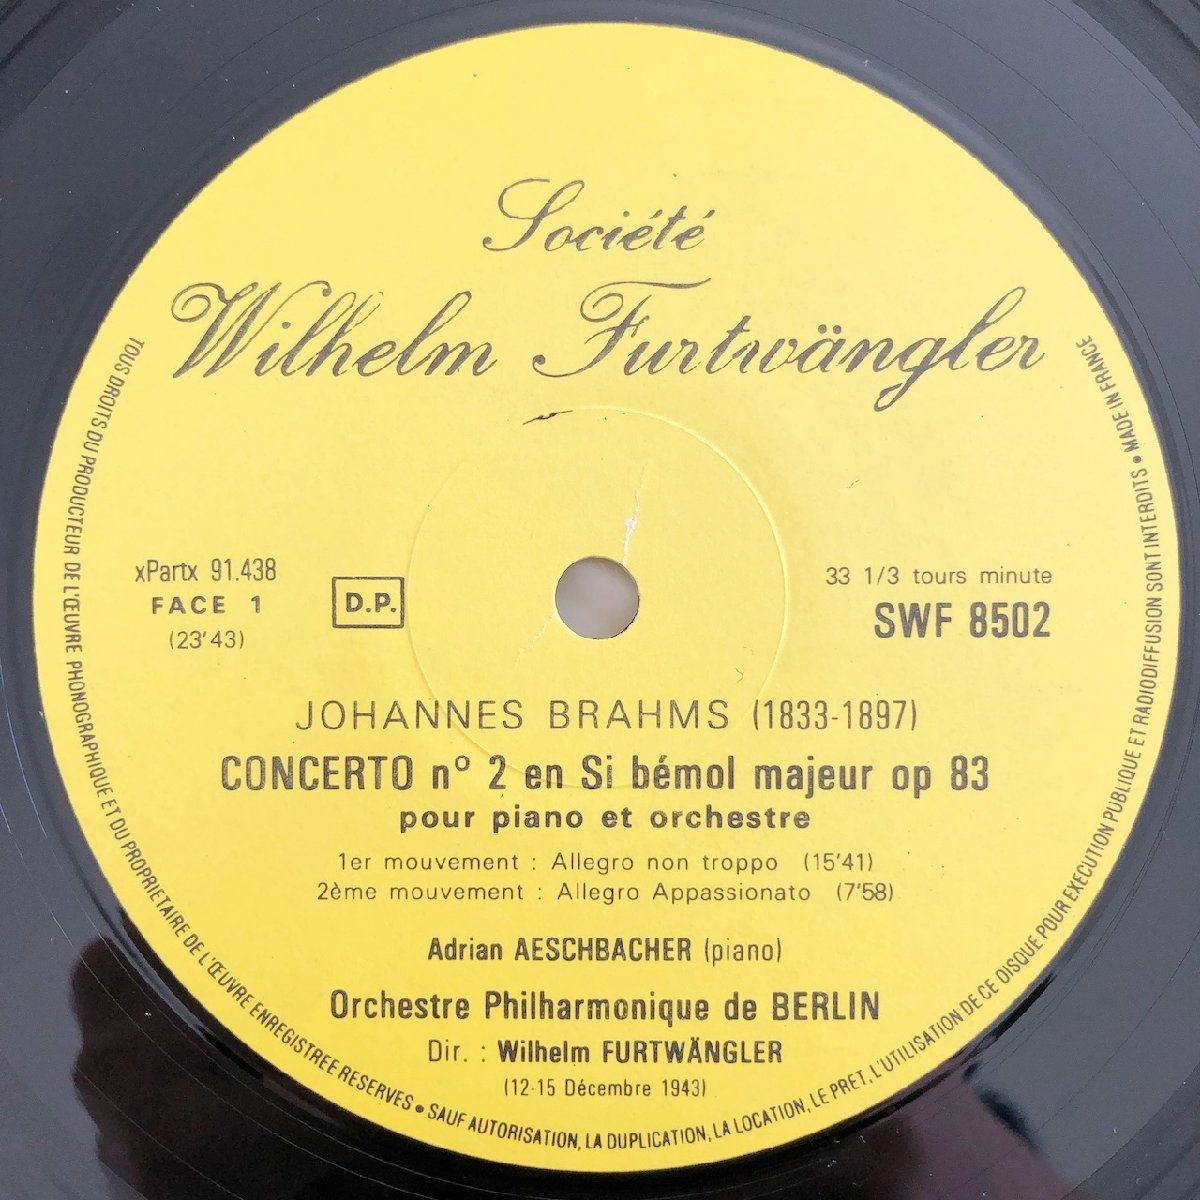 Société
Wilhelm Furtwängler
xPartx 91.438
FACE 1
(23'43)
D.P.
33 1/3 tours minute
SWF 8502
JOHANNES BRAHMS (1833-1897)
CONCERTO n° 2 en Si bémol majeur op 83
pour piano et orchestre
1er mouvement : Allegro non troppo (15'41)
2ème mouvement : Allegro Appassionato (7'58)
Adrian AESCHBACHER (piano)
Orchestre Philharmonique de BERLIN
Dir. : Wilhelm FURTWÄNGLER
(12-15 Décembre 1943)
TOUS DROITS DU PRODUCTEUR DE L'ŒUVRE PHONOGRAPHIQUE ET DU PROPRIETAIRE DE L'ŒUVRE ENREGISTREE RESERVES • SAUF AUTORISATION, LA DUPLICATION, LA LOCATION, LE PRET, L'UTILISATION DE CE DISQUE POUR EXECUTION PUBLIQUE ET RADIODIFFUSION SONT INTERDITS • MADE IN FRANCE